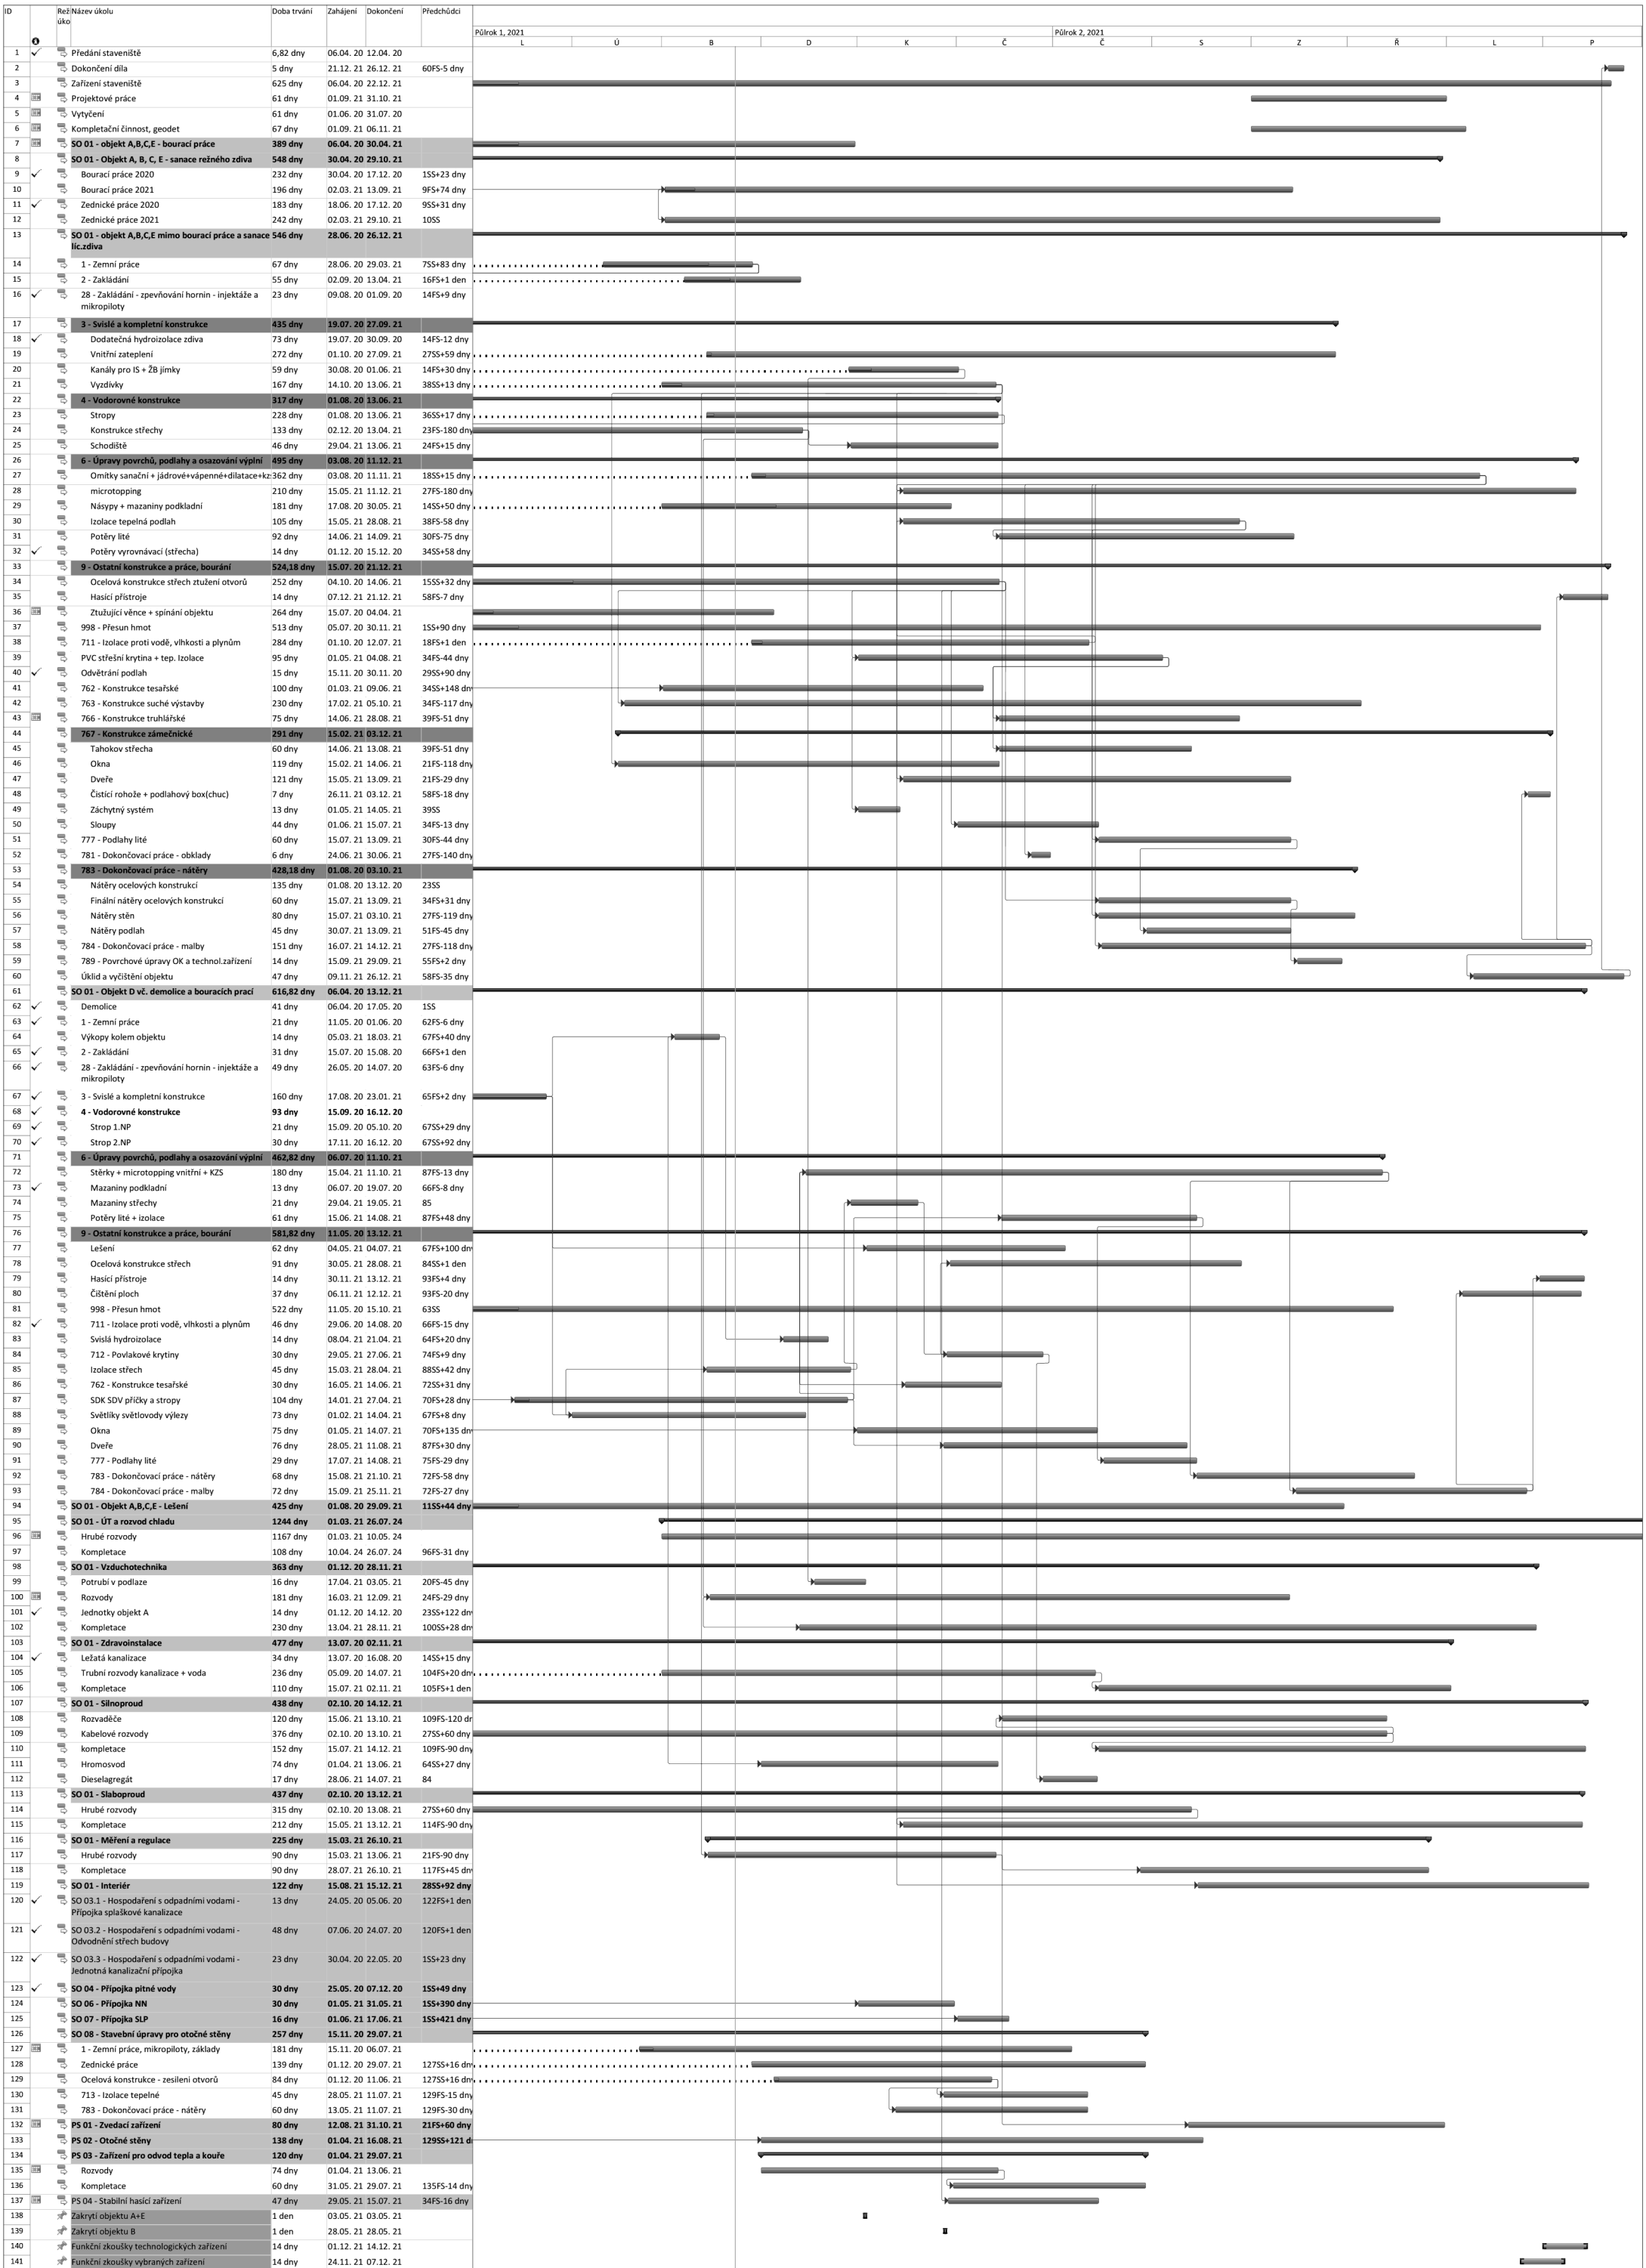 ID Režim úko Název úkolu Doba trvání Zahájení Dokončení Předchůdci
Půlrok 1, 2021 Půlrok 2, 2021
L Ú B D K Č Č S Z Ř L P
1 Předání staveniště 6,82 dny 06.04. 20 12.04. 20
2 Dokončení díla 5 dny 21.12. 21 26.12. 21 60FS-5 dny
3 Zařízení staveniště 625 dny 06.04. 20 22.12. 21
4 Projektové práce 61 dny 01.09. 21 31.10. 21
5 Vytyčení 61 dny 01.06. 20 31.07. 20
6 Kompletační činnost, geodet 67 dny 01.09. 21 06.11. 21
7 SO 01 - objekt A,B,C,E - bourací práce 389 dny 06.04. 20 30.04. 21
8 SO 01 - Objekt A, B, C, E - sanace režného zdiva 548 dny 30.04. 20 29.10. 21
9 Bourací práce 2020 232 dny 30.04. 20 17.12. 20 1SS+23 dny
10 Bourací práce 2021 196 dny 02.03. 21 13.09. 21 9FS+74 dny
11 Zednické práce 2020 183 dny 18.06. 20 17.12. 20 9SS+31 dny
12 Zednické práce 2021 242 dny 02.03. 21 29.10. 21 10SS
13 SO 01 - objekt A,B,C,E mimo bourací práce a sanace 546 dny 28.06. 20 26.12. 21
líc.zdiva
14 1 - Zemní práce 67 dny 28.06. 20 29.03. 21 7SS+83 dny
15 2 - Zakládání 55 dny 02.09. 20 13.04. 21 16FS+1 den
16 28 - Zakládání - zpevňování hornin - injektáže a 23 dny 09.08. 20 01.09. 20 14FS+9 dny
mikropiloty
17 3 - Svislé a kompletní konstrukce 435 dny 19.07. 20 27.09. 21
18 Dodatečná hydroizolace zdiva 73 dny 19.07. 20 30.09. 20 14FS-12 dny
19 Vnitřní zateplení 272 dny 01.10. 20 27.09. 21 27SS+59 dny
20 Kanály pro IS + ŽB jímky 59 dny 30.08. 20 01.06. 21 14FS+30 dny
21 Vyzdívky 167 dny 14.10. 20 13.06. 21 38SS+13 dny
22 4 - Vodorovné konstrukce 317 dny 01.08. 20 13.06. 21
23 Stropy 228 dny 01.08. 20 13.06. 21 36SS+17 dny
24 Konstrukce střechy 133 dny 02.12. 20 13.04. 21 23FS-180 dny
25 Schodiště 46 dny 29.04. 21 13.06. 21 24FS+15 dny
26 6 - Úpravy povrchů, podlahy a osazování výplní 495 dny 03.08. 20 11.12. 21
27 Omítky sanační + jádrové+vápenné+dilatace+kz 362 dny 03.08. 20 11.11. 21 18SS+15 dny
28 microtopping 210 dny 15.05. 21 11.12. 21 27FS-180 dny
29 Násypy + mazaniny podkladní 181 dny 17.08. 20 30.05. 21 14SS+50 dny
30 Izolace tepelná podlah 105 dny 15.05. 21 28.08. 21 38FS-58 dny
31 Potěry lité 92 dny 14.06. 21 14.09. 21 30FS-75 dny
32 Potěry vyrovnávací (střecha) 14 dny 01.12. 20 15.12. 20 34SS+58 dny
33 9 - Ostatní konstrukce a práce, bourání 524,18 dny 15.07. 20 21.12. 21
34 Ocelová konstrukce střech ztužení otvorů 252 dny 04.10. 20 14.06. 21 15SS+32 dny
35 Hasící přístroje 14 dny 07.12. 21 21.12. 21 58FS-7 dny
36 Ztužující věnce + spínání objektu 264 dny 15.07. 20 04.04. 21
37 998 - Přesun hmot 513 dny 05.07. 20 30.11. 21 1SS+90 dny
38 711 - Izolace proti vodě, vlhkosti a plynům 284 dny 01.10. 20 12.07. 21 18FS+1 den
39 PVC střešní krytina + tep. Izolace 95 dny 01.05. 21 04.08. 21 34FS-44 dny
40 Odvětrání podlah 15 dny 15.11. 20 30.11. 20 29SS+90 dny
41 762 - Konstrukce tesařské 100 dny 01.03. 21 09.06. 21 34SS+148 dn
42 763 - Konstrukce suché výstavby 230 dny 17.02. 21 05.10. 21 34FS-117 dny
43 766 - Konstrukce truhlářské 75 dny 14.06. 21 28.08. 21 39FS-51 dny
44 767 - Konstrukce zámečnické 291 dny 15.02. 21 03.12. 21
45 Tahokov střecha 60 dny 14.06. 21 13.08. 21 39FS-51 dny
46 Okna 119 dny 15.02. 21 14.06. 21 21FS-118 dny
47 Dveře 121 dny 15.05. 21 13.09. 21 21FS-29 dny
48 Čistící rohože + podlahový box(chuc) 7 dny 26.11. 21 03.12. 21 58FS-18 dny
49 Záchytný systém 13 dny 01.05. 21 14.05. 21 39SS
50 Sloupy 44 dny 01.06. 21 15.07. 21 34FS-13 dny
51 777 - Podlahy lité 60 dny 15.07. 21 13.09. 21 30FS-44 dny
52 781 - Dokončovací práce - obklady 6 dny 24.06. 21 30.06. 21 27FS-140 dny
53 783 - Dokončovací práce - nátěry 428,18 dny 01.08. 20 03.10. 21
54 Nátěry ocelových konstrukcí 135 dny 01.08. 20 13.12. 20 23SS
55 Finální nátěry ocelových konstrukcí 60 dny 15.07. 21 13.09. 21 34FS+31 dny
56 Nátěry stěn 80 dny 15.07. 21 03.10. 21 27FS-119 dny
57 Nátěry podlah 45 dny 30.07. 21 13.09. 21 51FS-45 dny
58 784 - Dokončovací práce - malby 151 dny 16.07. 21 14.12. 21 27FS-118 dny
59 789 - Povrchové úpravy OK a technol.zařízení 14 dny 15.09. 21 29.09. 21 55FS+2 dny
60 Úklid a vyčištění objektu 47 dny 09.11. 21 26.12. 21 58FS-35 dny
61 SO 01 - Objekt D vč. demolice a bouracích prací 616,82 dny 06.04. 20 13.12. 21
62 Demolice 41 dny 06.04. 20 17.05. 20 1SS
63 1 - Zemní práce 21 dny 11.05. 20 01.06. 20 62FS-6 dny
64 Výkopy kolem objektu 14 dny 05.03. 21 18.03. 21 67FS+40 dny
65 2 - Zakládání 31 dny 15.07. 20 15.08. 20 66FS+1 den
66 28 - Zakládání - zpevňování hornin - injektáže a 49 dny 26.05. 20 14.07. 20 63FS-6 dny
mikropiloty
67 3 - Svislé a kompletní konstrukce 160 dny 17.08. 20 23.01. 21 65FS+2 dny
68 4 - Vodorovné konstrukce 93 dny 15.09. 20 16.12. 20
69 Strop 1.NP 21 dny 15.09. 20 05.10. 20 67SS+29 dny
70 Strop 2.NP 30 dny 17.11. 20 16.12. 20 67SS+92 dny
71 6 - Úpravy povrchů, podlahy a osazování výplní 462,82 dny 06.07. 20 11.10. 21
72 Stěrky + microtopping vnitřní + KZS 180 dny 15.04. 21 11.10. 21 87FS-13 dny
73 Mazaniny podkladní 13 dny 06.07. 20 19.07. 20 66FS-8 dny
74 Mazaniny střechy 21 dny 29.04. 21 19.05. 21 85
75 Potěry lité + izolace 61 dny 15.06. 21 14.08. 21 87FS+48 dny
76 9 - Ostatní konstrukce a práce, bourání 581,82 dny 11.05. 20 13.12. 21
77 Lešení 62 dny 04.05. 21 04.07. 21 67FS+100 dn
78 Ocelová konstrukce střech 91 dny 30.05. 21 28.08. 21 84SS+1 den
79 Hasící přístroje 14 dny 30.11. 21 13.12. 21 93FS+4 dny
80 Čištění ploch 37 dny 06.11. 21 12.12. 21 93FS-20 dny
81 998 - Přesun hmot 522 dny 11.05. 20 15.10. 21 63SS
82 711 - Izolace proti vodě, vlhkosti a plynům 46 dny 29.06. 20 14.08. 20 66FS-15 dny
83 Svislá hydroizolace 14 dny 08.04. 21 21.04. 21 64FS+20 dny
84 712 - Povlakové krytiny 30 dny 29.05. 21 27.06. 21 74FS+9 dny
85 Izolace střech 45 dny 15.03. 21 28.04. 21 88SS+42 dny
86 762 - Konstrukce tesařské 30 dny 16.05. 21 14.06. 21 72SS+31 dny
87 SDK SDV příčky a stropy 104 dny 14.01. 21 27.04. 21 70FS+28 dny
88 Světlíky světlovody výlezy 73 dny 01.02. 21 14.04. 21 67FS+8 dny
89 Okna 75 dny 01.05. 21 14.07. 21 70FS+135 dn
90 Dveře 76 dny 28.05. 21 11.08. 21 87FS+30 dny
91 777 - Podlahy lité 29 dny 17.07. 21 14.08. 21 75FS-29 dny
92 783 - Dokončovací práce - nátěry 68 dny 15.08. 21 21.10. 21 72FS-58 dny
93 784 - Dokončovací práce - malby 72 dny 15.09. 21 25.11. 21 72FS-27 dny
94 SO 01 - Objekt A,B,C,E - Lešení 425 dny 01.08. 20 29.09. 21 11SS+44 dny
95 SO 01 - ÚT a rozvod chladu 1244 dny 01.03. 21 26.07. 24
96 Hrubé rozvody 1167 dny 01.03. 21 10.05. 24
97 Kompletace 108 dny 10.04. 24 26.07. 24 96FS-31 dny
98 SO 01 - Vzduchotechnika 363 dny 01.12. 20 28.11. 21
99 Potrubí v podlaze 16 dny 17.04. 21 03.05. 21 20FS-45 dny
100 Rozvody 181 dny 16.03. 21 12.09. 21 24FS-29 dny
101 Jednotky objekt A 14 dny 01.12. 20 14.12. 20 23SS+122 dn
102 Kompletace 230 dny 13.04. 21 28.11. 21 100SS+28 dn
103 SO 01 - Zdravoinstalace 477 dny 13.07. 20 02.11. 21
104 Ležatá kanalizace 34 dny 13.07. 20 16.08. 20 14SS+15 dny
105 Trubní rozvody kanalizace + voda 236 dny 05.09. 20 14.07. 21 104FS+20 dn
106 Kompletace 110 dny 15.07. 21 02.11. 21 105FS+1 den
107 SO 01 - Silnoproud 438 dny 02.10. 20 14.12. 21
108 Rozvaděče 120 dny 15.06. 21 13.10. 21 109FS-120 dr
109 Kabelové rozvody 376 dny 02.10. 20 13.10. 21 27SS+60 dny
110 kompletace 152 dny 15.07. 21 14.12. 21 109FS-90 dny
111 Hromosvod 74 dny 01.04. 21 13.06. 21 64SS+27 dny
112 Dieselagregát 17 dny 28.06. 21 14.07. 21 84
113 SO 01 - Slaboproud 437 dny 02.10. 20 13.12. 21
114 Hrubé rozvody 315 dny 02.10. 20 13.08. 21 27SS+60 dny
115 Kompletace 212 dny 15.05. 21 13.12. 21 114FS-90 dny
116 SO 01 - Měření a regulace 225 dny 15.03. 21 26.10. 21
117 Hrubé rozvody 90 dny 15.03. 21 13.06. 21 21FS-90 dny
118 Kompletace 90 dny 28.07. 21 26.10. 21 117FS+45 dn
119 SO 01 - Interiér 122 dny 15.08. 21 15.12. 21 28SS+92 dny
120 SO 03.1 - Hospodaření s odpadními vodami - 13 dny 24.05. 20 05.06. 20 122FS+1 den
Přípojka splaškové kanalizace
121 SO 03.2 - Hospodaření s odpadními vodami - 48 dny 07.06. 20 24.07. 20 120FS+1 den
Odvodnění střech budovy
122 SO 03.3 - Hospodaření s odpadními vodami - 23 dny 30.04. 20 22.05. 20 1SS+23 dny
Jednotná kanalizační přípojka
123 SO 04 - Přípojka pitné vody 30 dny 25.05. 20 07.12. 20 1SS+49 dny
124 SO 06 - Přípojka NN 30 dny 01.05. 21 31.05. 21 1SS+390 dny
125 SO 07 - Přípojka SLP 16 dny 01.06. 21 17.06. 21 1SS+421 dny
126 SO 08 - Stavební úpravy pro otočné stěny 257 dny 15.11. 20 29.07. 21
127 1 - Zemní práce, mikropiloty, základy 181 dny 15.11. 20 06.07. 21
128 Zednické práce 139 dny 01.12. 20 29.07. 21 127SS+16 dn
129 Ocelová konstrukce - zesileni otvorů 84 dny 01.12. 20 11.06. 21 127SS+16 dn
130 713 - Izolace tepelné 45 dny 28.05. 21 11.07. 21 129FS-15 dny
131 783 - Dokončovací práce - nátěry 60 dny 13.05. 21 11.07. 21 129FS-30 dny
132 PS 01 - Zvedací zařízení 80 dny 12.08. 21 31.10. 21 21FS+60 dny
133 PS 02 - Otočné stěny 138 dny 01.04. 21 16.08. 21 129SS+121 d
134 PS 03 - Zařízení pro odvod tepla a kouře 120 dny 01.04. 21 29.07. 21
135 Rozvody 74 dny 01.04. 21 13.06. 21
136 Kompletace 60 dny 31.05. 21 29.07. 21 135FS-14 dny
137 PS 04 - Stabilní hasící zařízení 47 dny 29.05. 21 15.07. 21 34FS-16 dny
138 Zakrytí objektu A+E 1 den 03.05. 21 03.05. 21
139 Zakrytí objektu B 1 den 28.05. 21 28.05. 21
140 Funkční zkoušky technologických zařízení 14 dny 01.12. 21 14.12. 21
141 Funkční zkoušky vybraných zařízení 14 dny 24.11. 21 07.12. 21